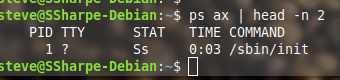 steve@SSharpe-Debian:~$ ps ax | head -n 2
PID TTY STAT TIME COMMAND
1 ? Ss 0:03 /sbin/init
steve@SSharpe-Debian:~$